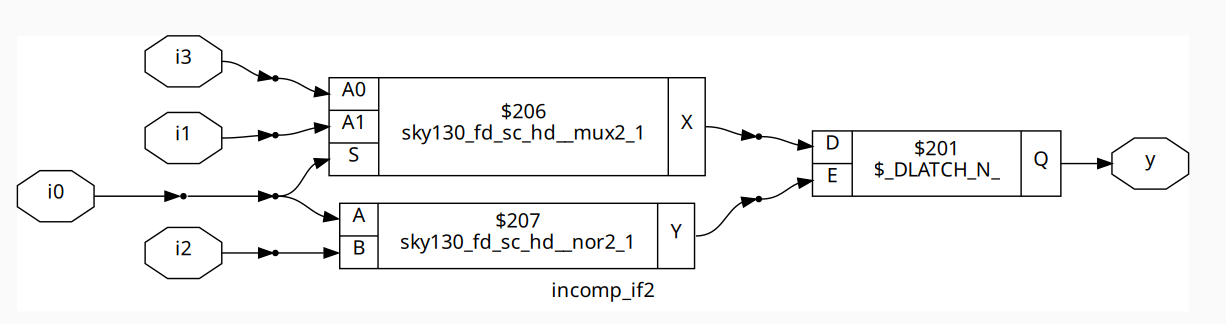 i3
i1
i0
i2
A0
A1
S
$206
sky130_fd_sc_hd__mux2_1
X
A
B
$207
sky130_fd_sc_hd__nor2_1
Y
D
E
$201
$_DLATCH_N_
Q
y
incomp_if2